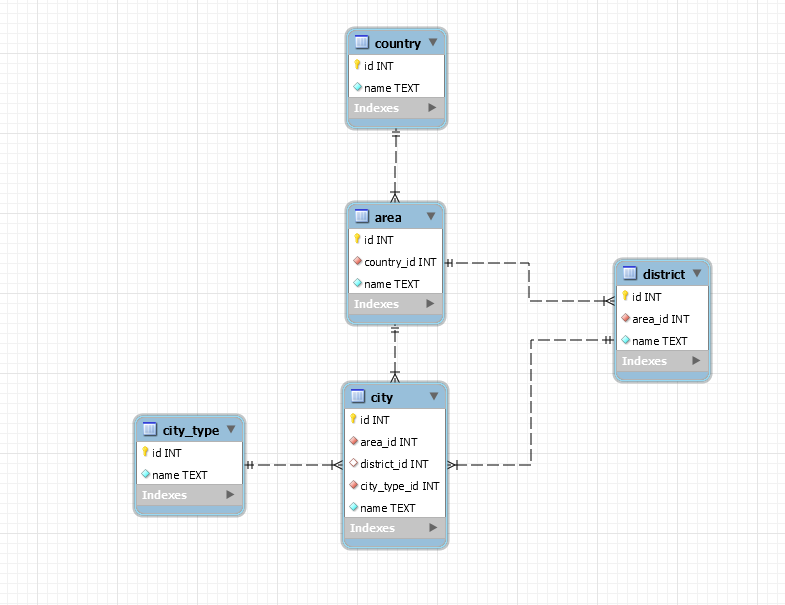 country
id INT
name TEXT
Indexes
area
id INT
country_id INT
name TEXT
Indexes
district
id INT
area_id INT
name TEXT
Indexes
city
id INT
area_id INT
district_id INT
city_type_id INT
name TEXT
Indexes
city_type
id INT
name TEXT
Indexes